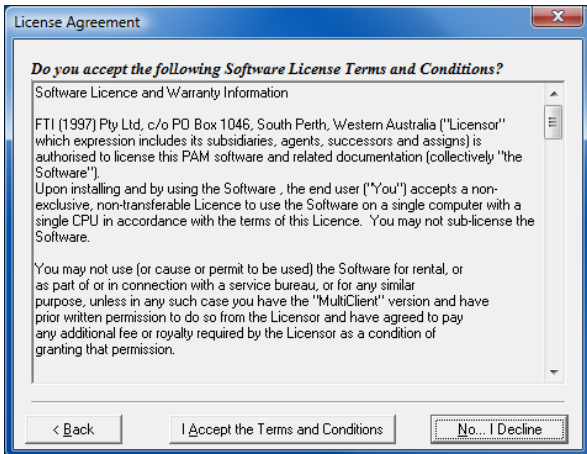 License Agreement
Do you accept the following Software License Terms and Conditions?
Software Licence and Warranty Information
FTI (1997) Pty Ltd, c/o PO Box 1046, South Perth, Western Australia ("Licensor"
which expression includes its subsidiaries, agents, successors and assigns) is
authorised to license this PAM software and related documentation (collectively "the
Software").
Upon installing and by using the Software , the end user ("You") accepts a non-
exclusive, non-transferable Licence to use the Software on a single computer with a
single CPU in accordance with the terms of this Licence.  You may not sub-license the
Software.
You may not use (or cause or permit to be used) the Software for rental, or
as part of or in connection with a service bureau, or for any similar
purpose, unless in any such case you have the "MultiClient" version and have
prior written permission to do so from the Licensor and have agreed to pay
any additional fee or royalty required by the Licensor as a condition of
granting that permission.
< Back
I Accept the Terms and Conditions
No... I Decline